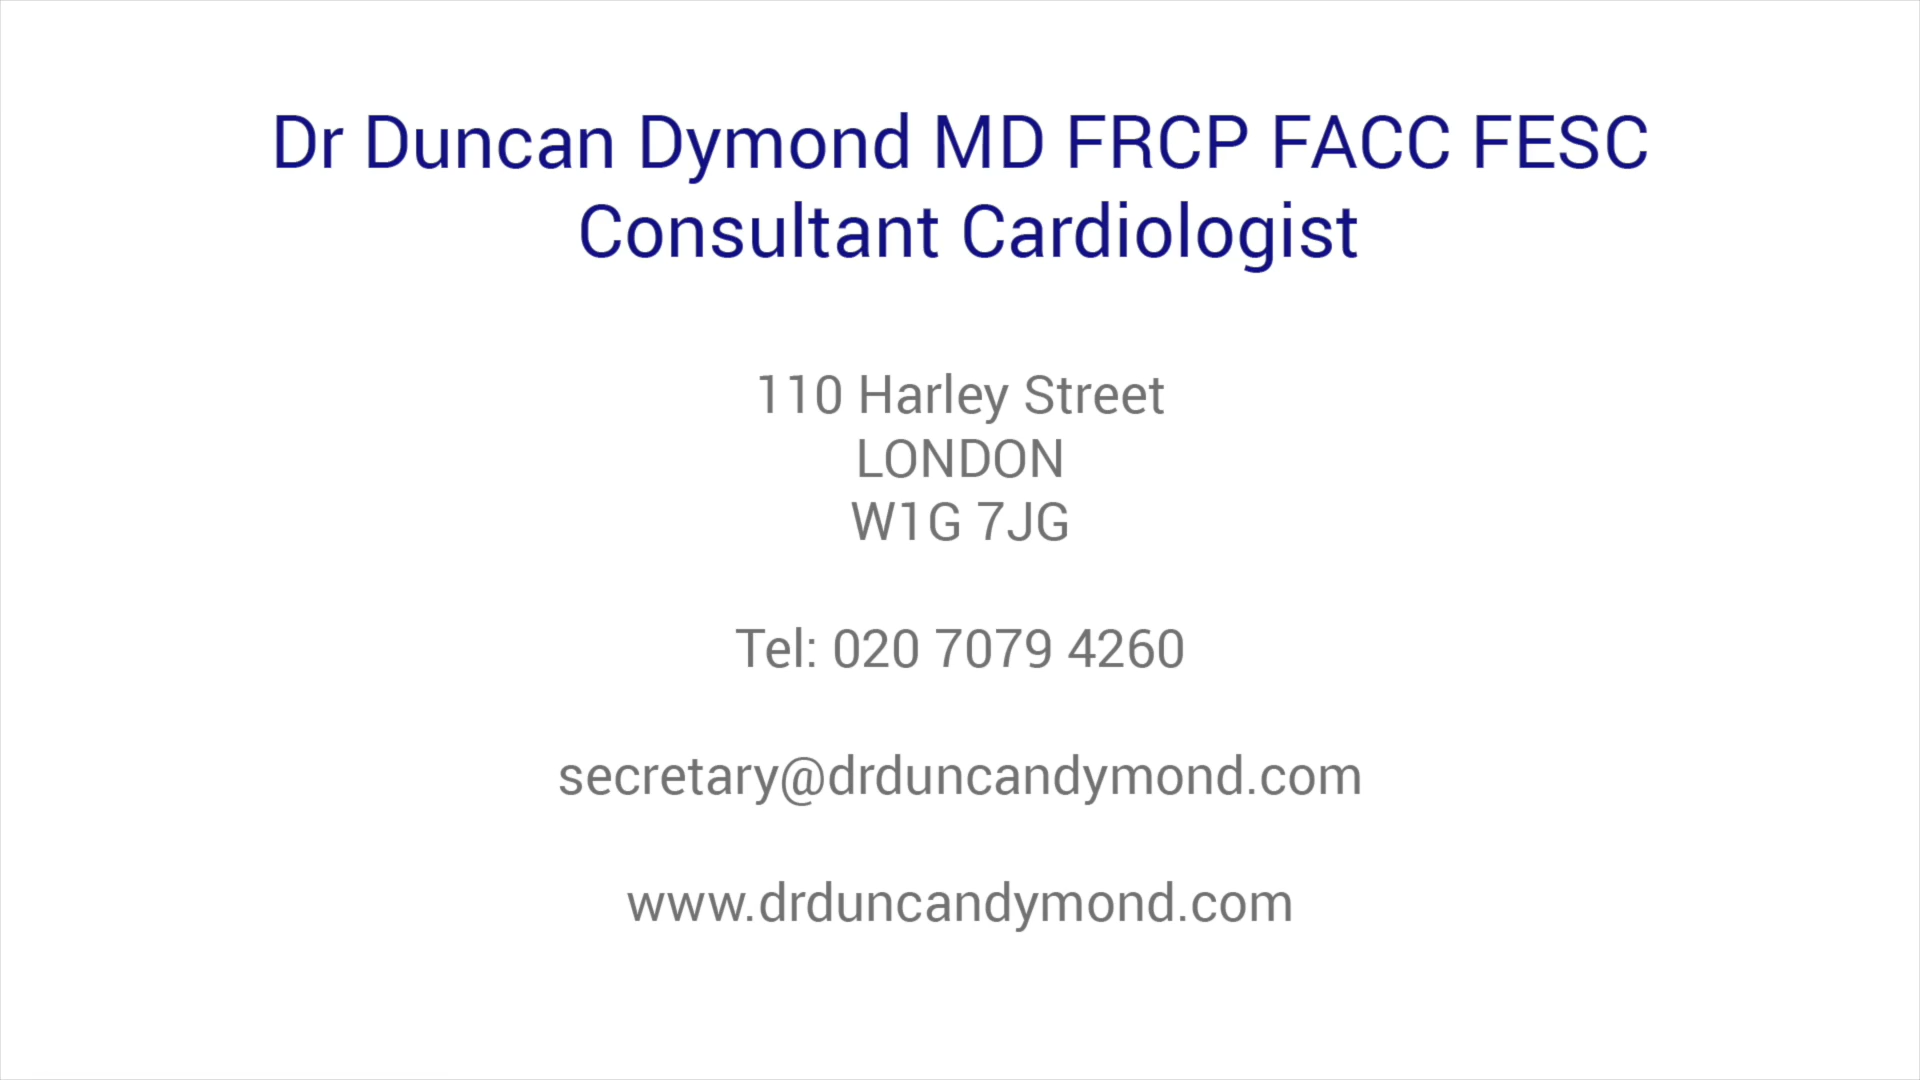 Dr Duncan Dymond MD FRCP FACC FESC
Consultant Cardiologist
110 Harley Street
LONDON
W1G 7JG
Tel: 020 7079 4260
secretary@drduncandymond.com
www.drduncandymond.com